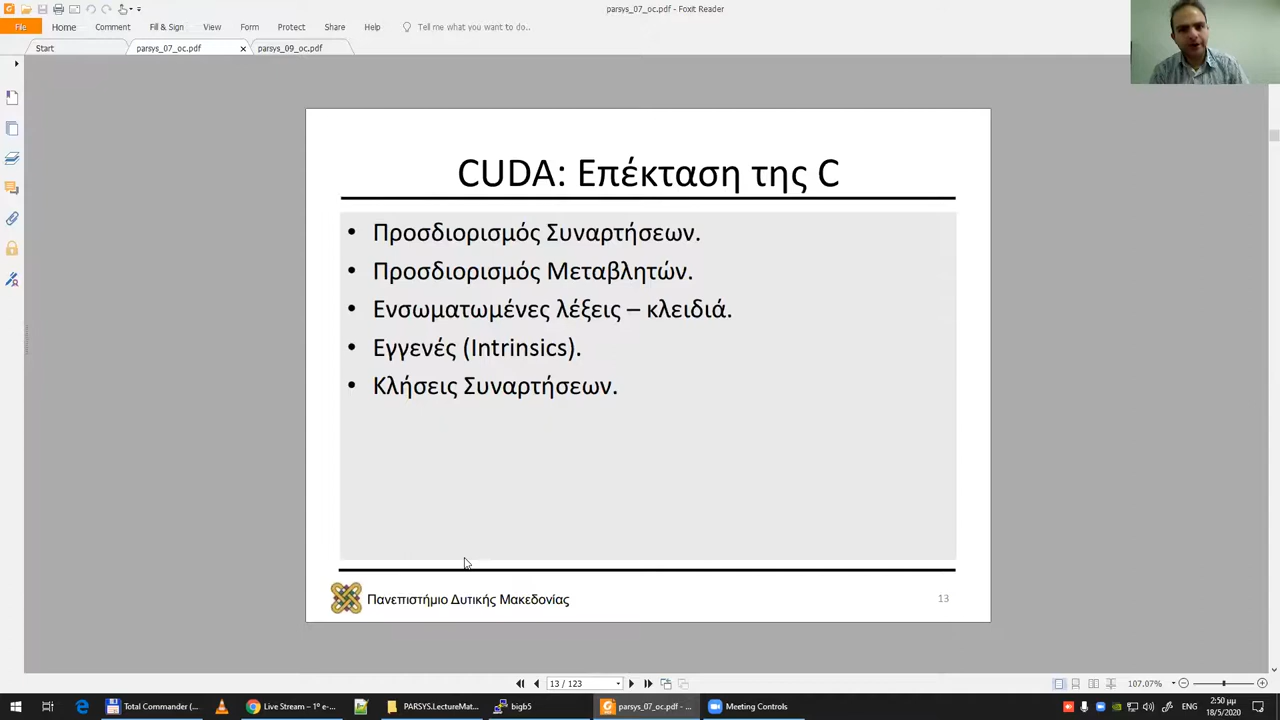 parsys_07_oc.pdf - Foxit Reader
File Home Comment Fill & Sign View Form Protect Share Help Tell me what you want to do..
Start parsys_07_oc.pdf parsys_09_oc.pdf
CUDA: Επέκταση της C
• Προσδιορισμός Συναρτήσεων.
• Προσδιορισμός Μεταβλητών.
• Ενσωματωμένες λέξεις – κλειδιά.
• Εγγενές (Intrinsics).
• Κλήσεις Συναρτήσεων.
Πανεπιστήμιο Δυτικής Μακεδονίας 13
13 / 123 107.07%
Total Commander (... Live Stream – 1º e-... PARSYS.LectureMat... bigb5 parsys_07_oc.pdf - ... Meeting Controls ENG 2:50 μμ
18/5/2020